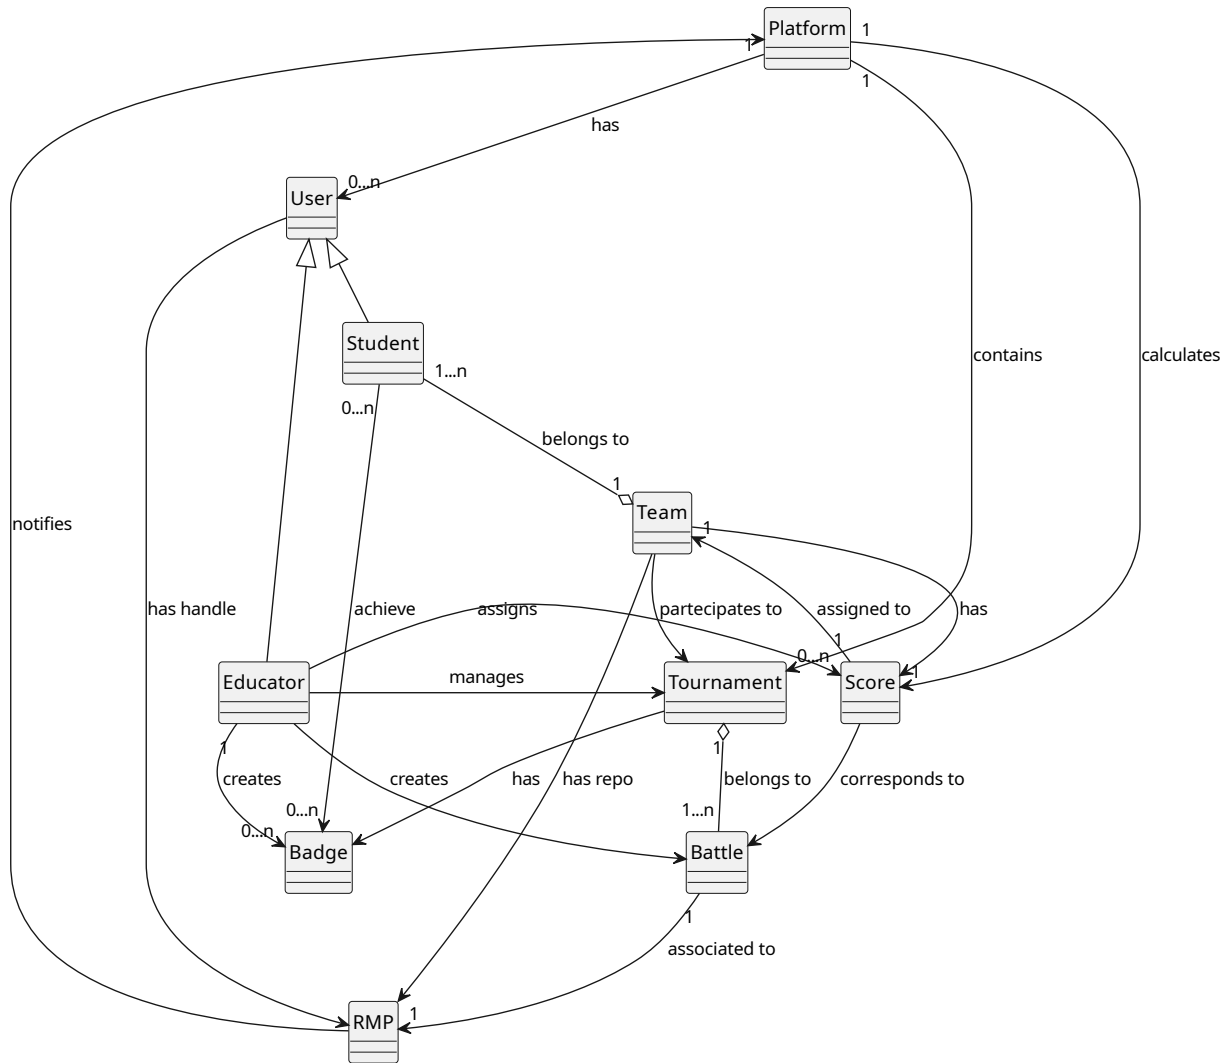 Platform
1
1
1
has
0...n
User
Student
1...n
0...n
contains
calculates
belongs to
1
Team
1
notifies
has handle
achieve
assigns
partecipates to
assigned to
has
1
0...n
Educator
manages
Tournament
Score
1
1
1
creates
creates
has
has repo
belongs to
corresponds to
0...n
0...n
1...n
Badge
Battle
1
associated to
RMP
1